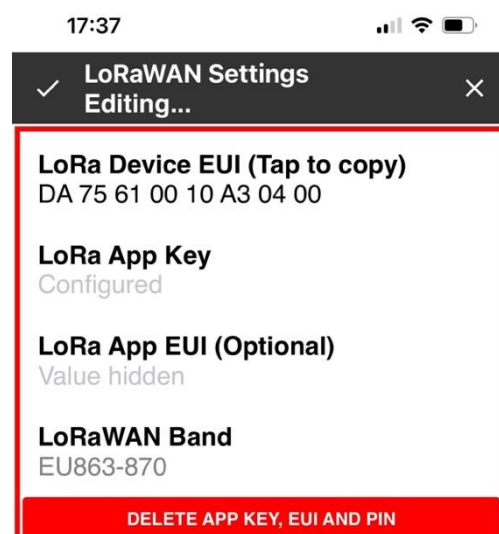 17:37
LoRaWAN Settings
Editing...
LoRa Device EUI (Tap to copy)
DA 75 61 00 10 A3 04 00
LoRa App Key
Configured
LoRa App EUI (Optional)
Value hidden
LoRaWAN Band
EU863-870
DELETE APP KEY, EUI AND PIN